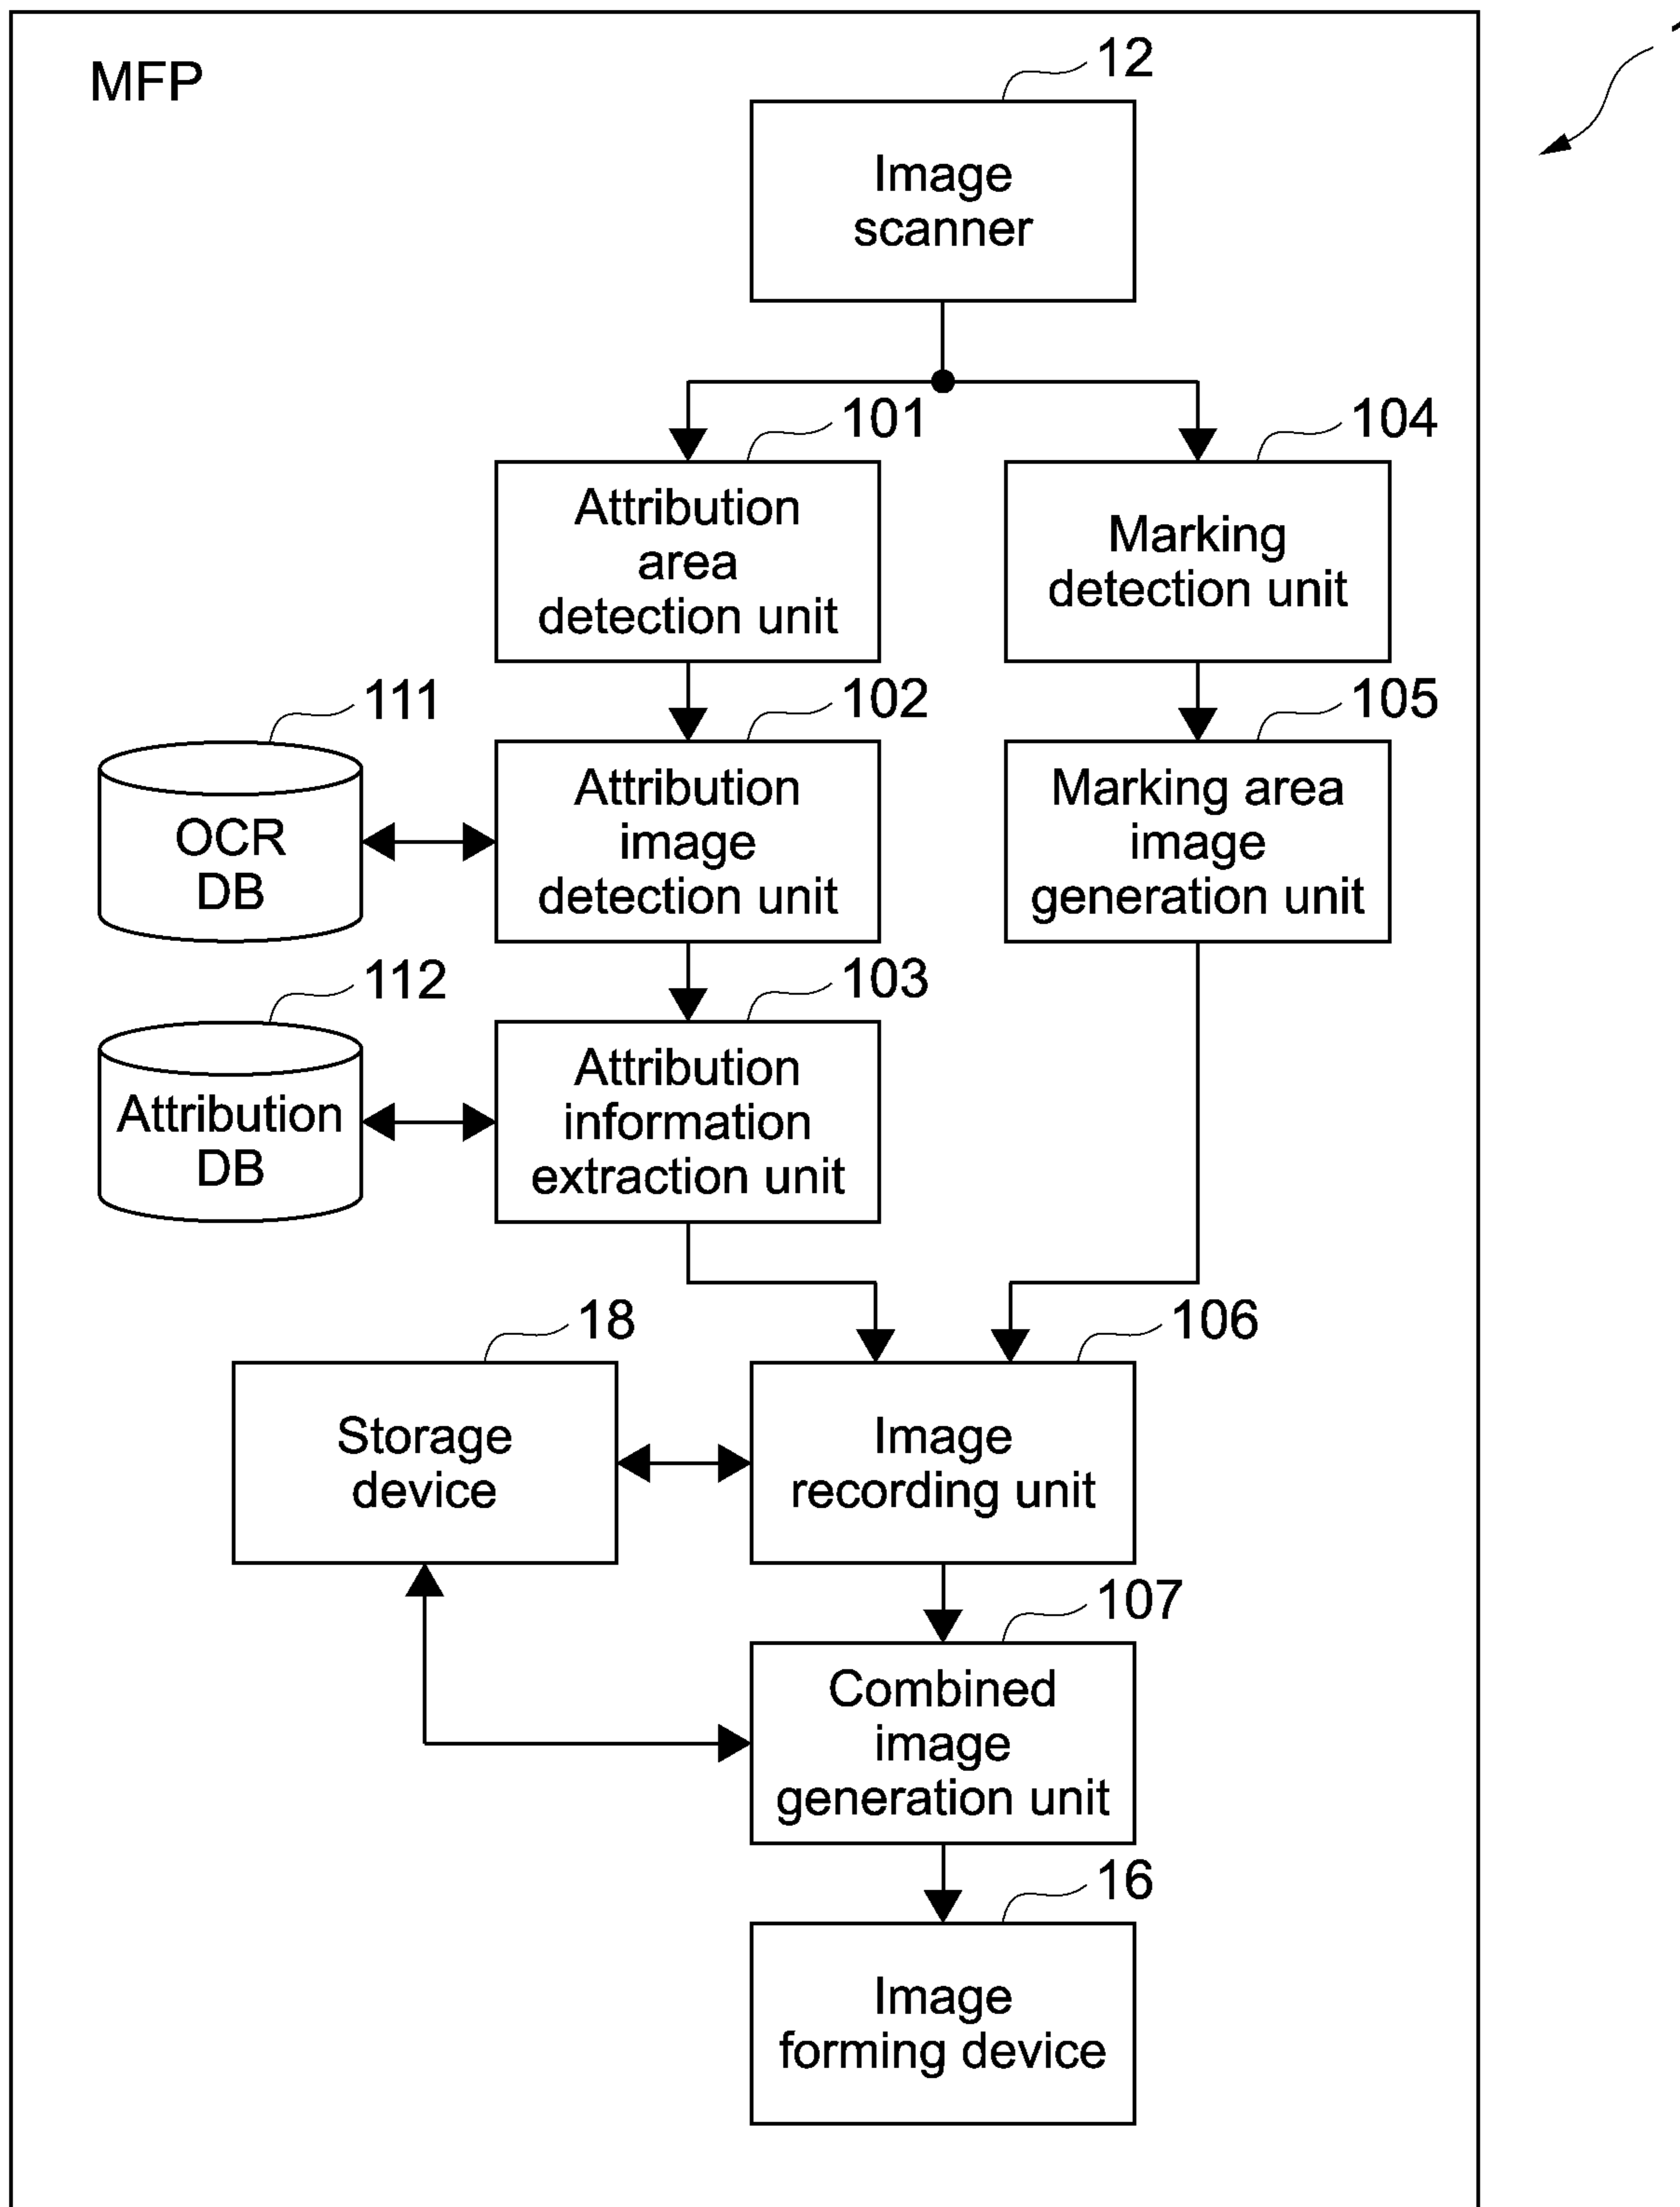 MFP
12
Image
scanner
101
Attribution
area
detection unit
104
Marking
detection unit
111
OCR
DB
102
Attribution
image
detection unit
105
Marking area
image
generation unit
112
Attribution
DB
103
Attribution
information
extraction unit
18
Storage
device
106
Image
recording unit
107
Combined
image
generation unit
16
Image
forming device